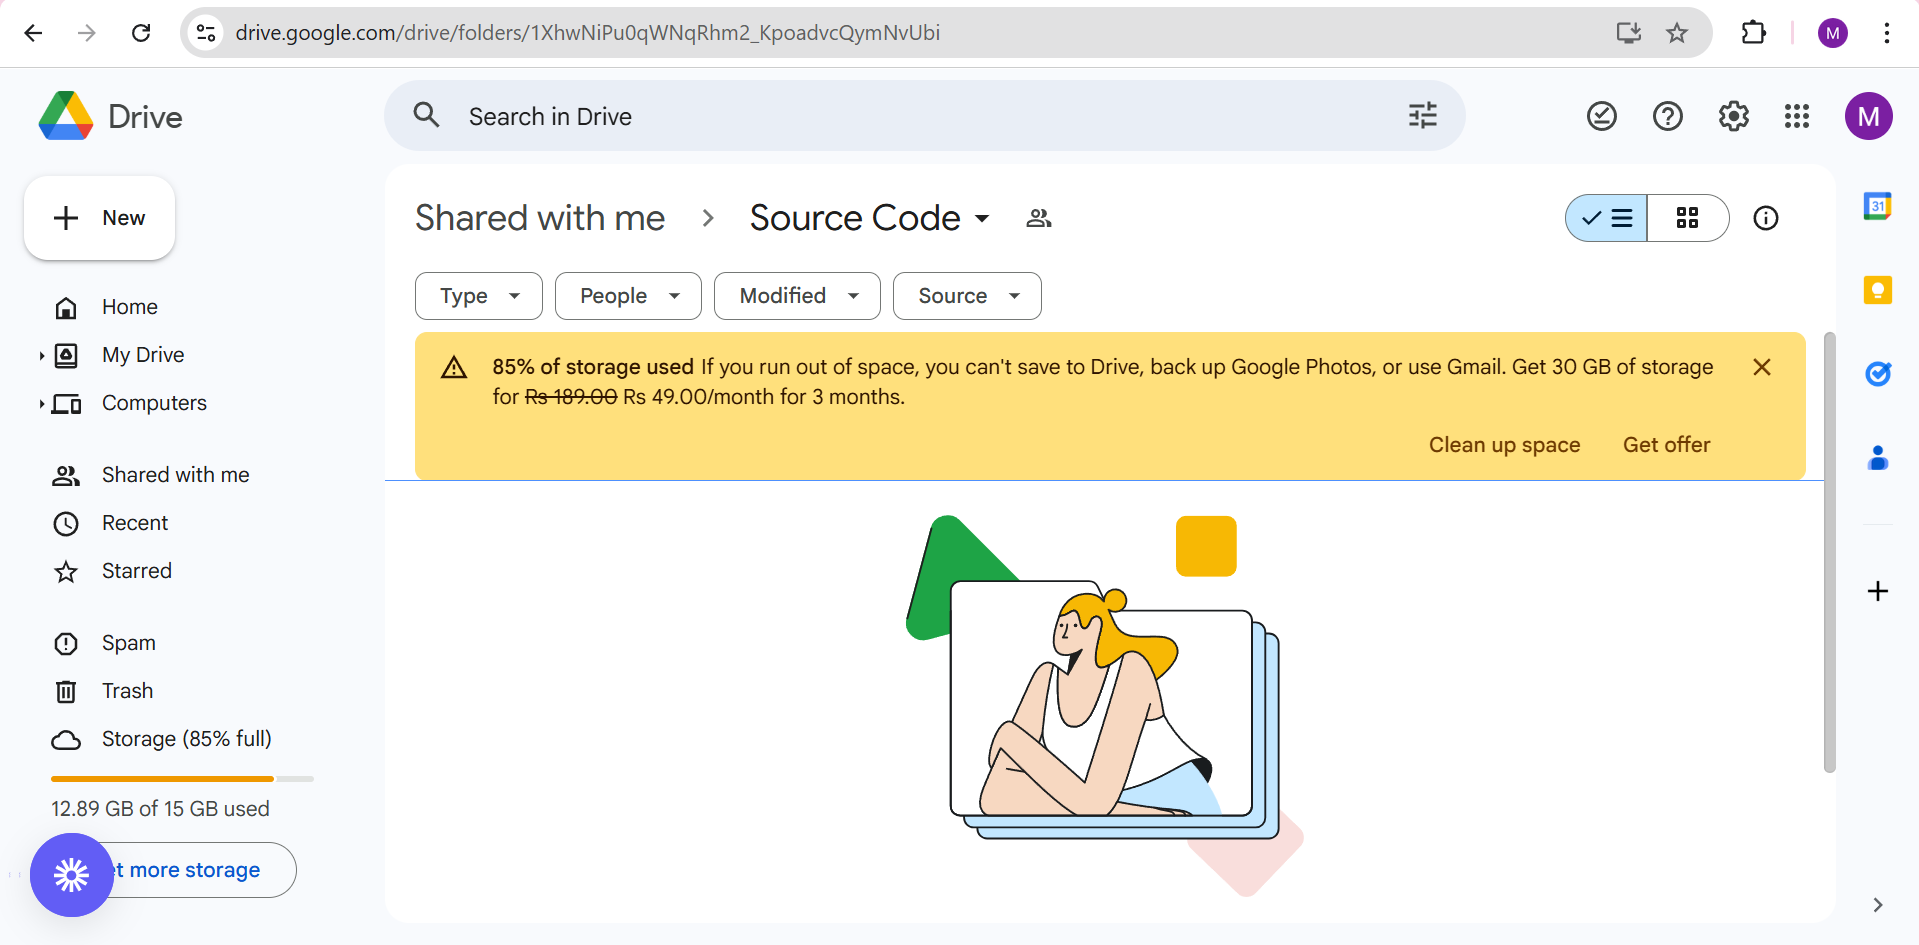 drive.google.com/drive/folders/1XhwNiPu0qWNqRhm2_KpoadvcQymNvUbi
M
Drive
Search in Drive
M
New
Shared with me
Source Code
31
Home
Type
People
Modified
Source
My Drive
85% of storage used If you run out of space, you can't save to Drive, back up Google Photos, or use Gmail. Get 30 GB of storage
for Rs 189.00 Rs 49.00/month for 3 months.
Computers
Clean up space
Get offer
Shared with me
Recent
Starred
Spam
Trash
Storage (85% full)
12.89 GB of 15 GB used
t more storage